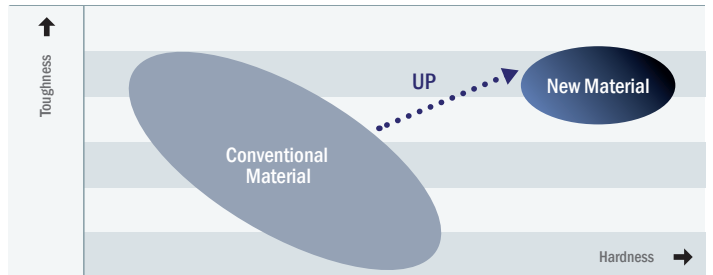 Toughness
UP
New Material
Conventional
Material
Hardness